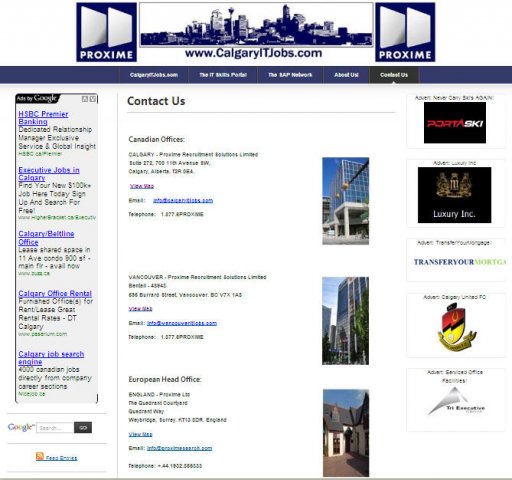 PROXIME
www.CalgaryITJobs.com
PROXIME
CalgaryITJobs.com The IT Skills Portal The SAP Network About Us! Contact Us
Ads by Google
HSBC Premier
Banking
Dedicated Relationship
Manager Exclusive
Service & Global Insight
HSBC.ca/Premier
Executive Jobs in
Calgary
Find Your New $100k+
Job Here Today Sign
Up And Search For
Free!
www.HigherBracket.ca/Executiv
Calgary/Beltline
Office
Lease shared space in
11 Ave condo 900 sf -
main flr - avail now
www.zuzs.ca
Calgary Office Rental
Furnished Office(s) for
Rent/Lease Great
Rental Rates - DT
Calgary
Calgary job search
engine
4000 canadian jobs
directly from company
career sections
Nicejob.ca
Google Search... GO
Feed Entries
Contact Us
Canadian Offices:
CALGARY - Proxime Recruitment Solutions Limited
Suite 272, 700 11th Avenue SW,
Calgary, Alberta, T2R 0E4.
View Map
Email: info@calgaryitjobs.com
Telephone: 1.877.6PROXIME
VANCOUVER - Proxime Recruitment Solutions Limited
Bentall - 48943
595 Burrard Street, Vancouver. BC V7X 1A3
View Map
Email: info@vancouveritjobs.com
Telephone: 1.877.6PROXIME
European Head Office:
ENGLAND - Proxime Ltd
The Quadrant Courtyard
Quadrant Way
Weybridge, Surrey. KT13 8DR. England
View Map
Email: info@proximesearch.com
Telephone: +44.1932.
Advert: Never Carry Ski's AGAIN!
PORTASKI
Advert: Luxury Inc
Luxury Inc.
Advert: TransferYourMortgage:
TRANSFERYOURMORTGA
Advert: Calgary United FC
Advert: Serviced Office
Facilities!
Tri Executive